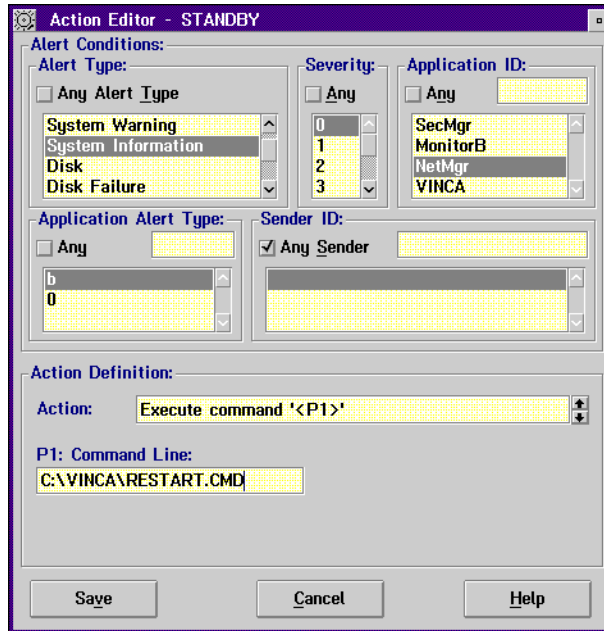 Action Editor - STANDBY
Alert Conditions:
Alert Type: Severity: Application ID:
Any Alert Type Any Any
System Warning 0 SecMgr
System Information 1 MonitorB
Disk 2 NetMgr
Disk Failure 3 VINCA
Application Alert Type: Sender ID:
Any Any Sender
b
0
Action Definition:
Action: Execute command '<P1>'
P1: Command Line:
C:\VINCA\RESTART.CMD
Save Cancel Help